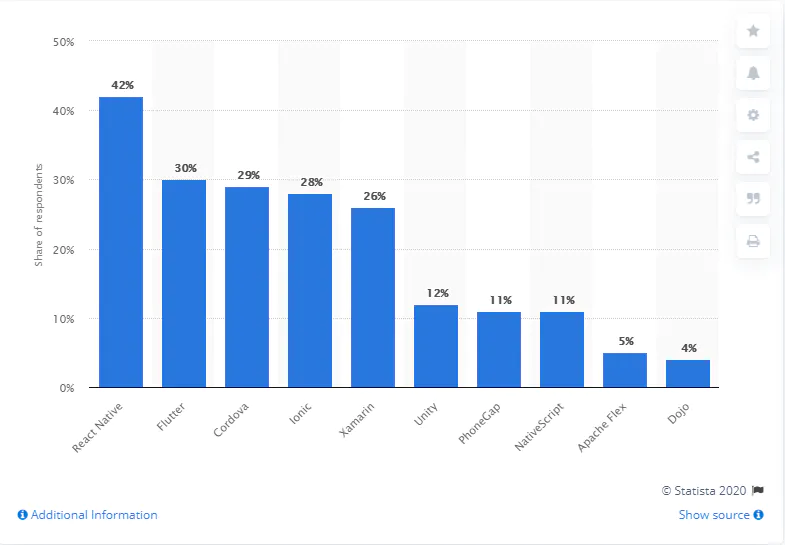 50%
42%
40%
Share of respondents
30%
30%
29%
28%
26%
20%
12%
11%
11%
10%
5%
4%
0%
React Native
Flutter
Cordova
Ionic
Xamarin
Unity
PhoneGap
NativeScript
Apache Flex
Dojo
© Statista 2020
Additional Information
Show source